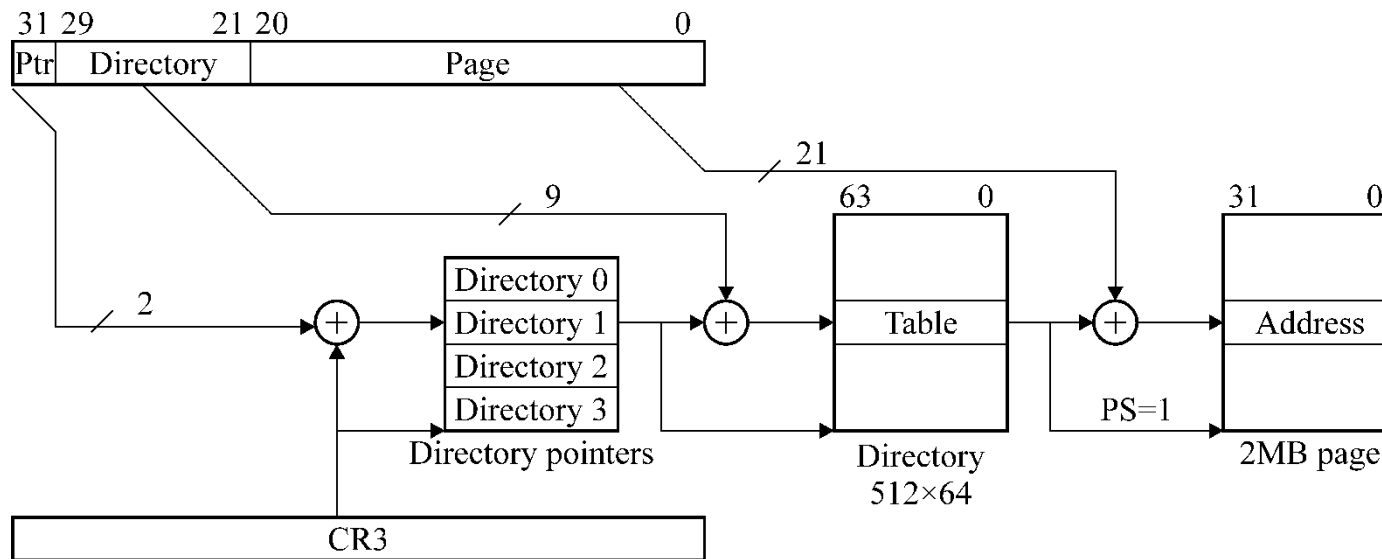 31 29 21 20 0
Ptr Directory Page
21
9
63 0
31 0
2
Directory 0
Directory 1
Directory 2
Directory 3
+
+
+
Table
Address
PS=1
Directory pointers
Directory
512×64
2MB page
CR3